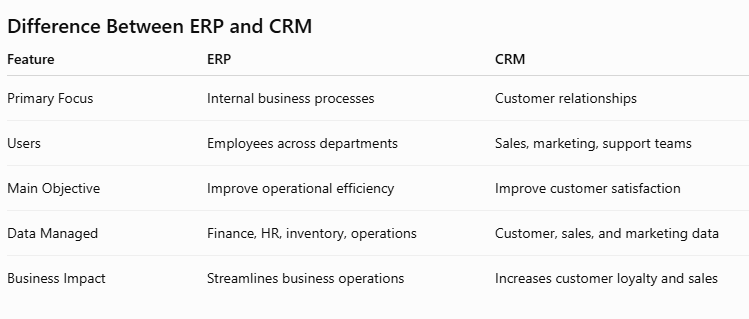 Difference Between ERP and CRM
Feature ERP CRM
Primary Focus Internal business processes Customer relationships
Users Employees across departments Sales, marketing, support teams
Main Objective Improve operational efficiency Improve customer satisfaction
Data Managed Finance, HR, inventory, operations Customer, sales, and marketing data
Business Impact Streamlines business operations Increases customer loyalty and sales